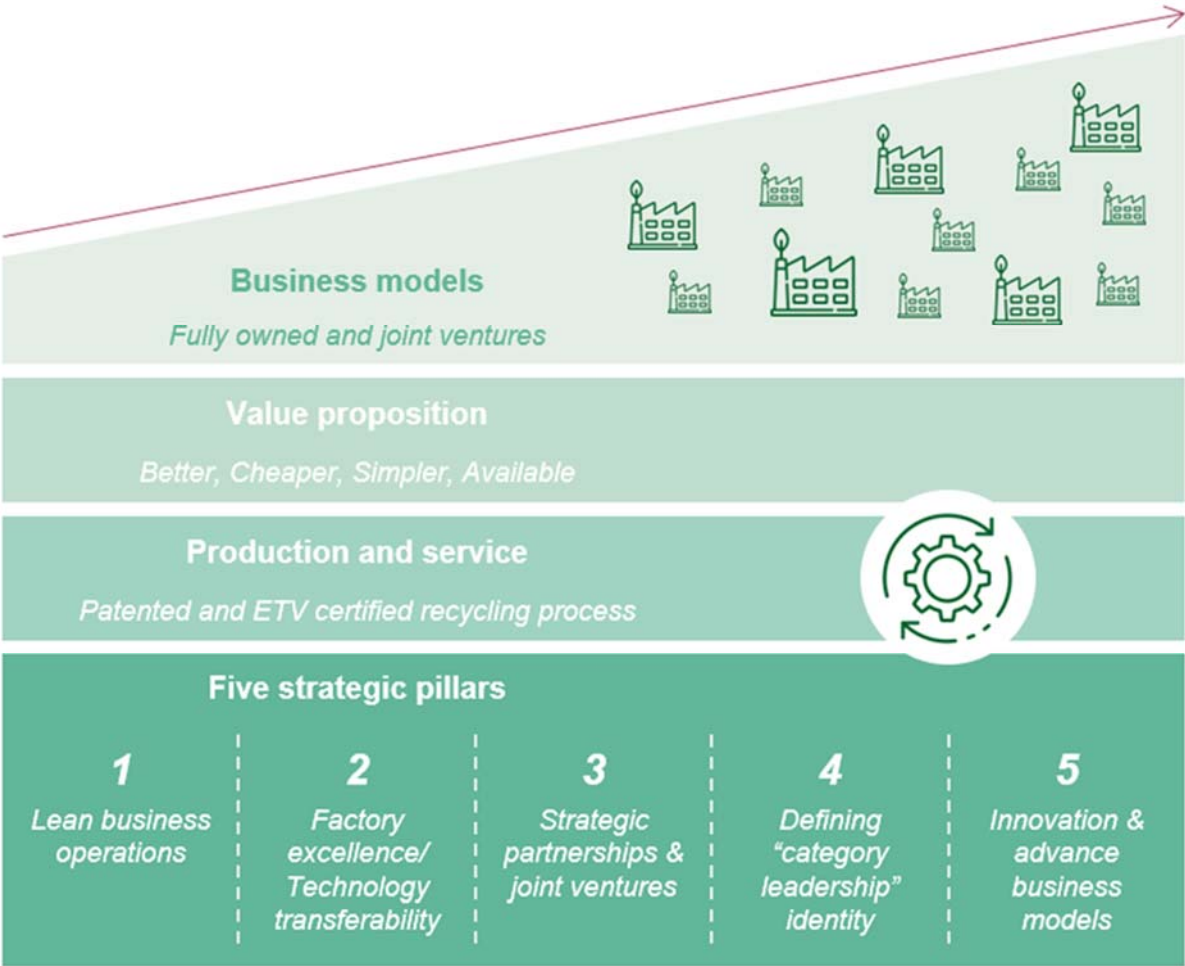 Business models
Fully owned and joint ventures
Value proposition
Better, Cheaper, Simpler, Available
Production and service
Patented and ETV certified recycling process
Five strategic pillars
1
Lean business
operations
2
Factory
excellence/
Technology
transferability
3
Strategic
partnerships &
joint ventures
4
Defining
“category
leadership”
identity
5
Innovation &
advance
business
models